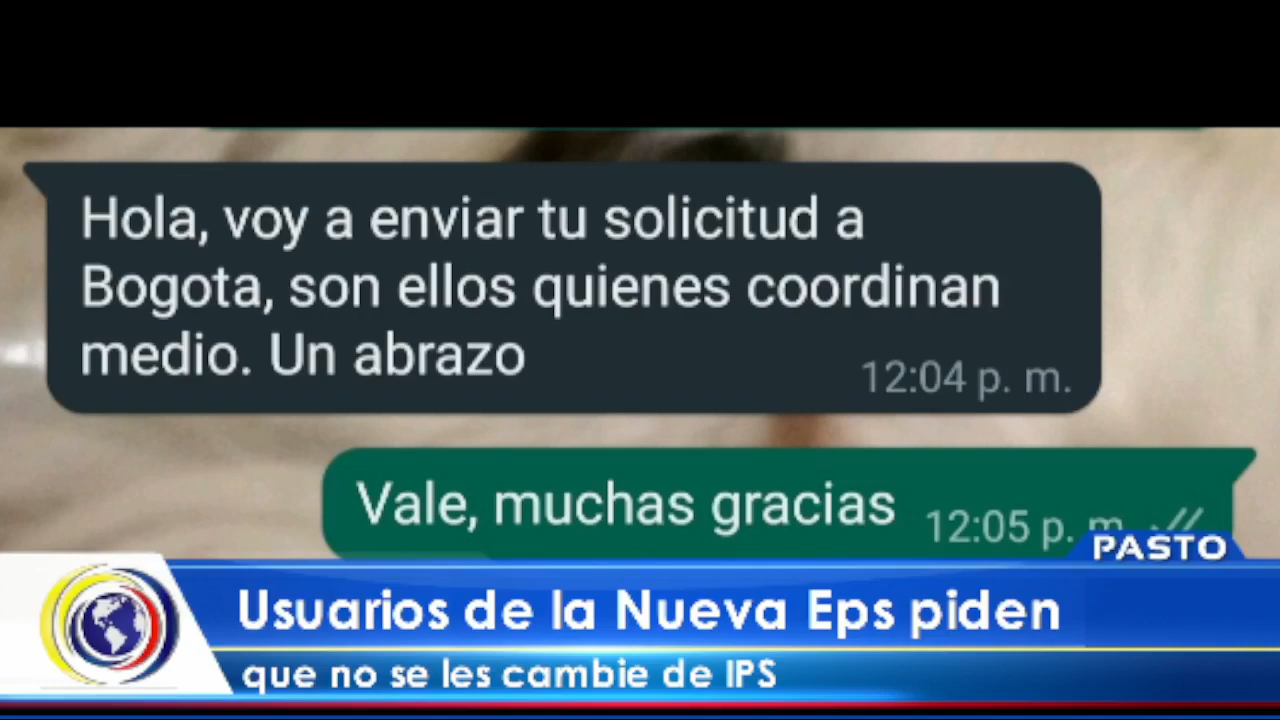 Hola, voy a enviar tu solicitud a
Bogota, son ellos quienes coordinan
medio. Un abrazo
12:04 p. m.
Vale, muchas gracias
12:05 p. m.
PASTO
Usuarios de la Nueva Eps piden
que no se les cambie de IPS